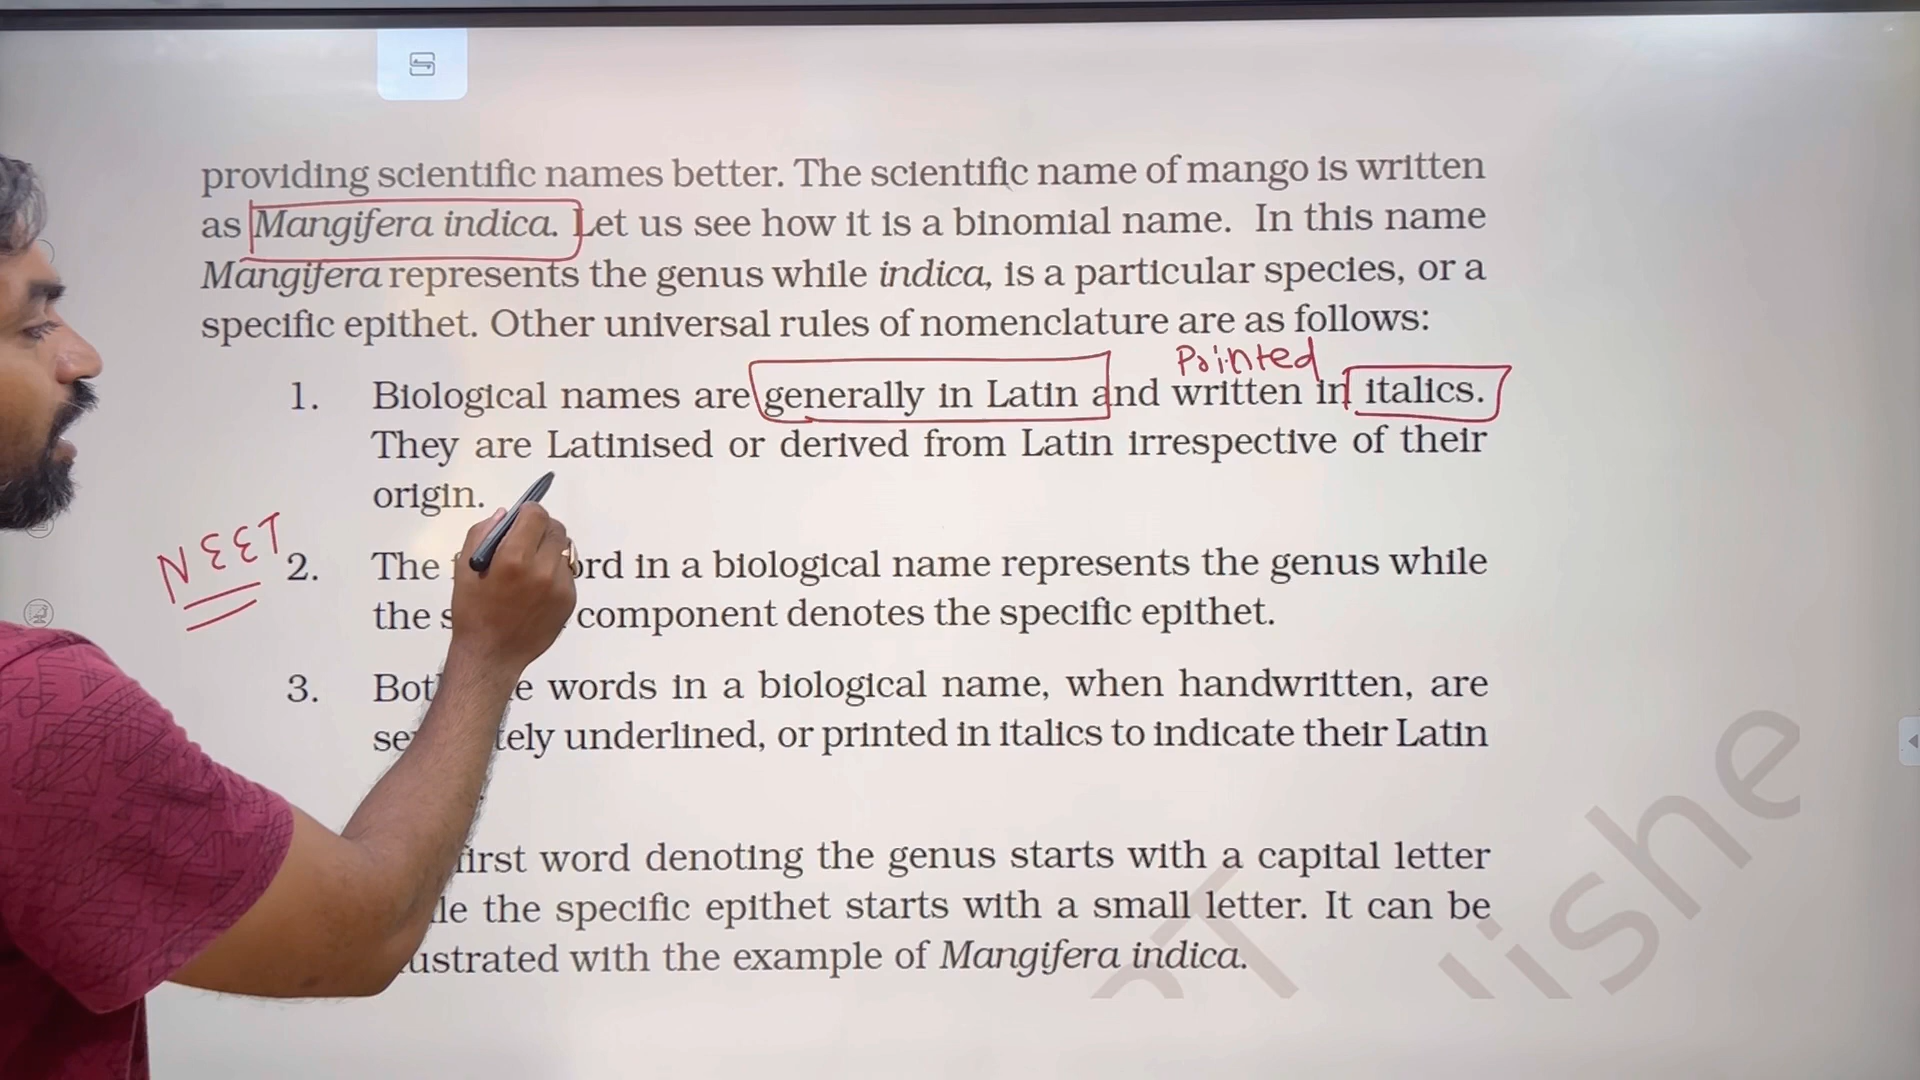 providing scientific names better. The scientific name of mango is written
as Mangifera indica. Let us see how it is a binomial name. In this name
Mangifera represents the genus while indica, is a particular species, or a
specific epithet. Other universal rules of nomenclature are as follows:
Printed
1. Biological names are generally in Latin and written in italics.
They are Latinised or derived from Latin irrespective of their
origin.
NEET
2. The ord in a biological name represents the genus while
the component denotes the specific epithet.
3. Both words in a biological name, when handwritten, are
tely underlined, or printed in italics to indicate their Latin
first word denoting the genus starts with a capital letter
le the specific epithet starts with a small letter. It can be
ustrated with the example of Mangifera indica.
lishe